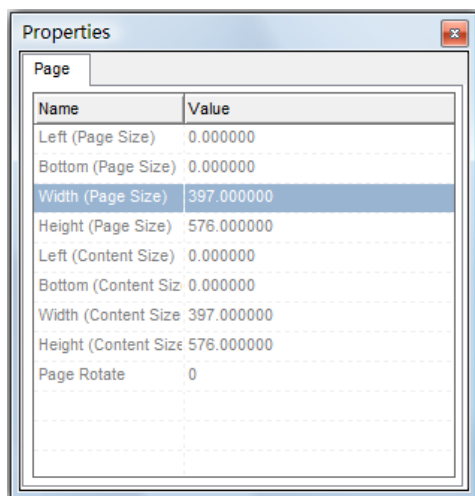 Properties
Page
Name Value
Left (Page Size) 0.000000
Bottom (Page Size) 0.000000
Width (Page Size) 397.000000
Height (Page Size) 576.000000
Left (Content Size) 0.000000
Bottom (Content Siz 0.000000
Width (Content Size 397.000000
Height (Content Size 576.000000
Page Rotate 0